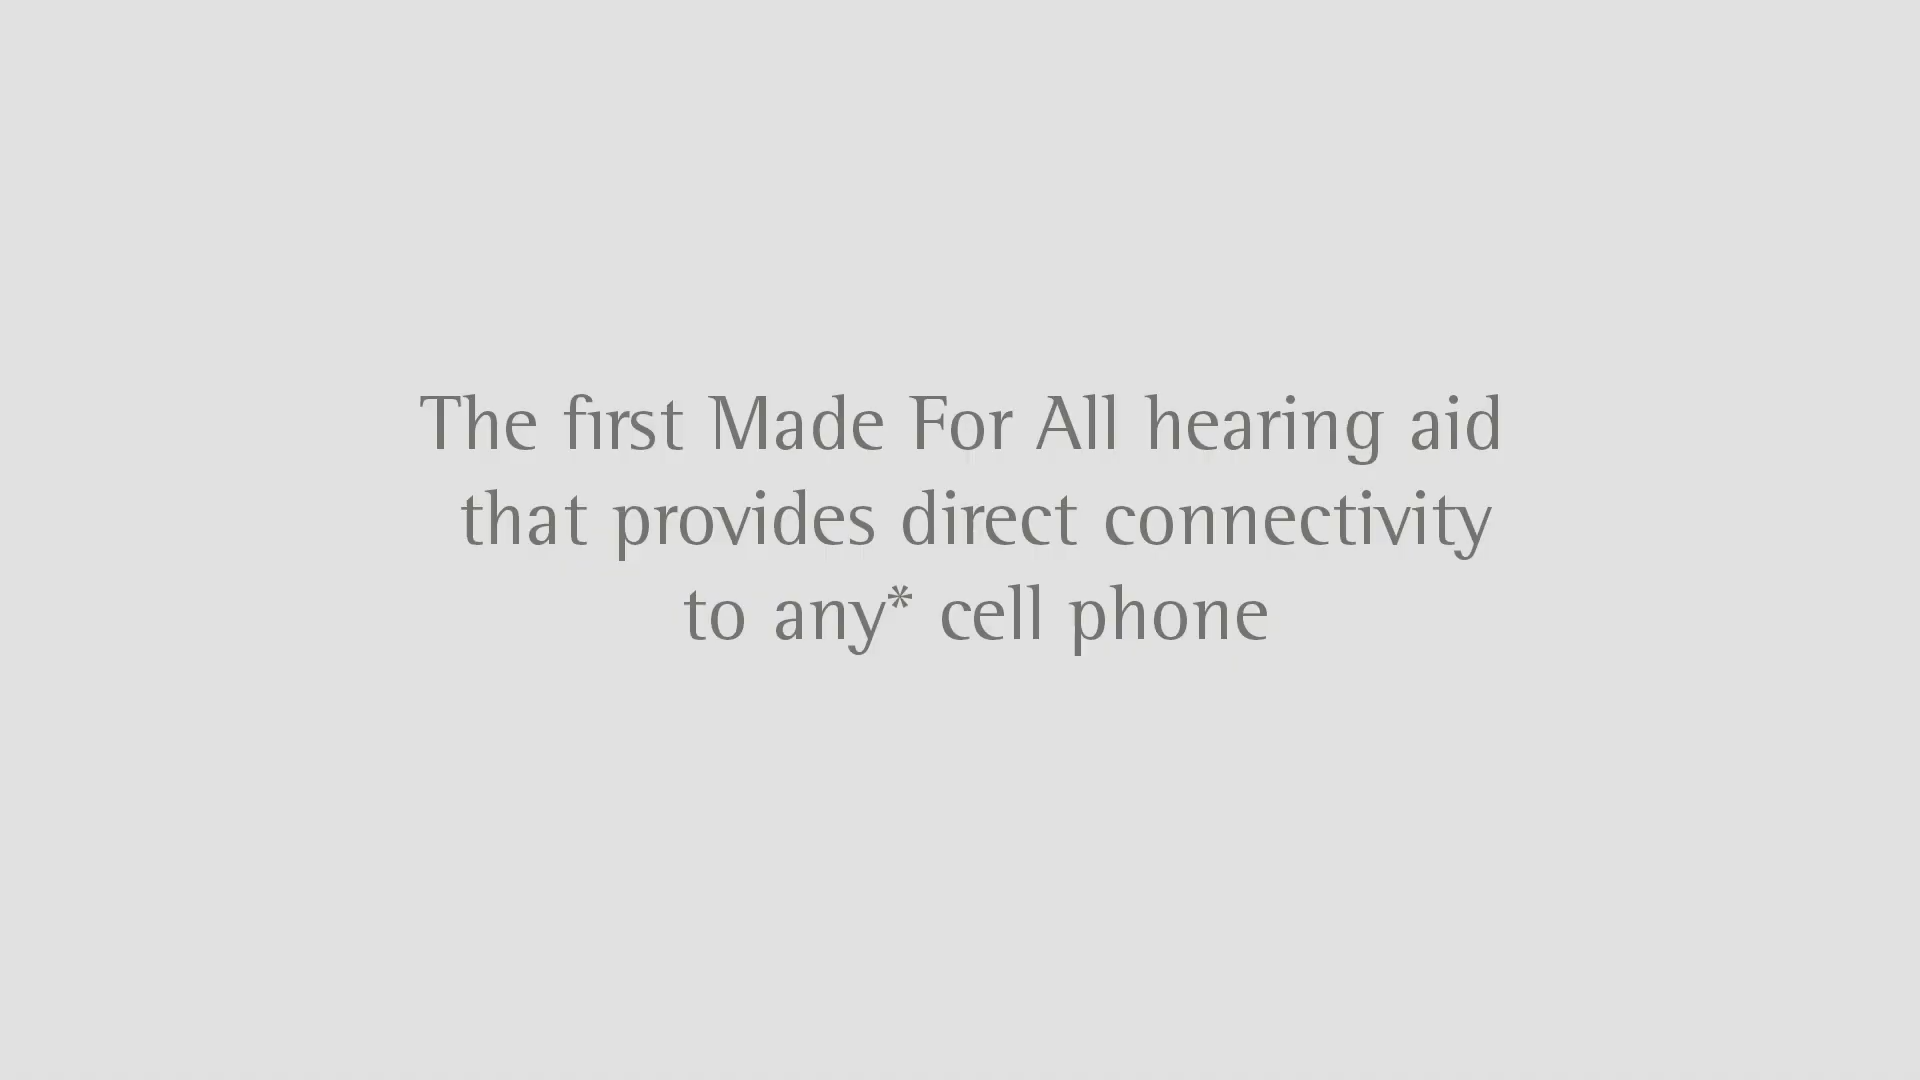 The first Made For All hearing aid
that provides direct connectivity
to any* cell phone